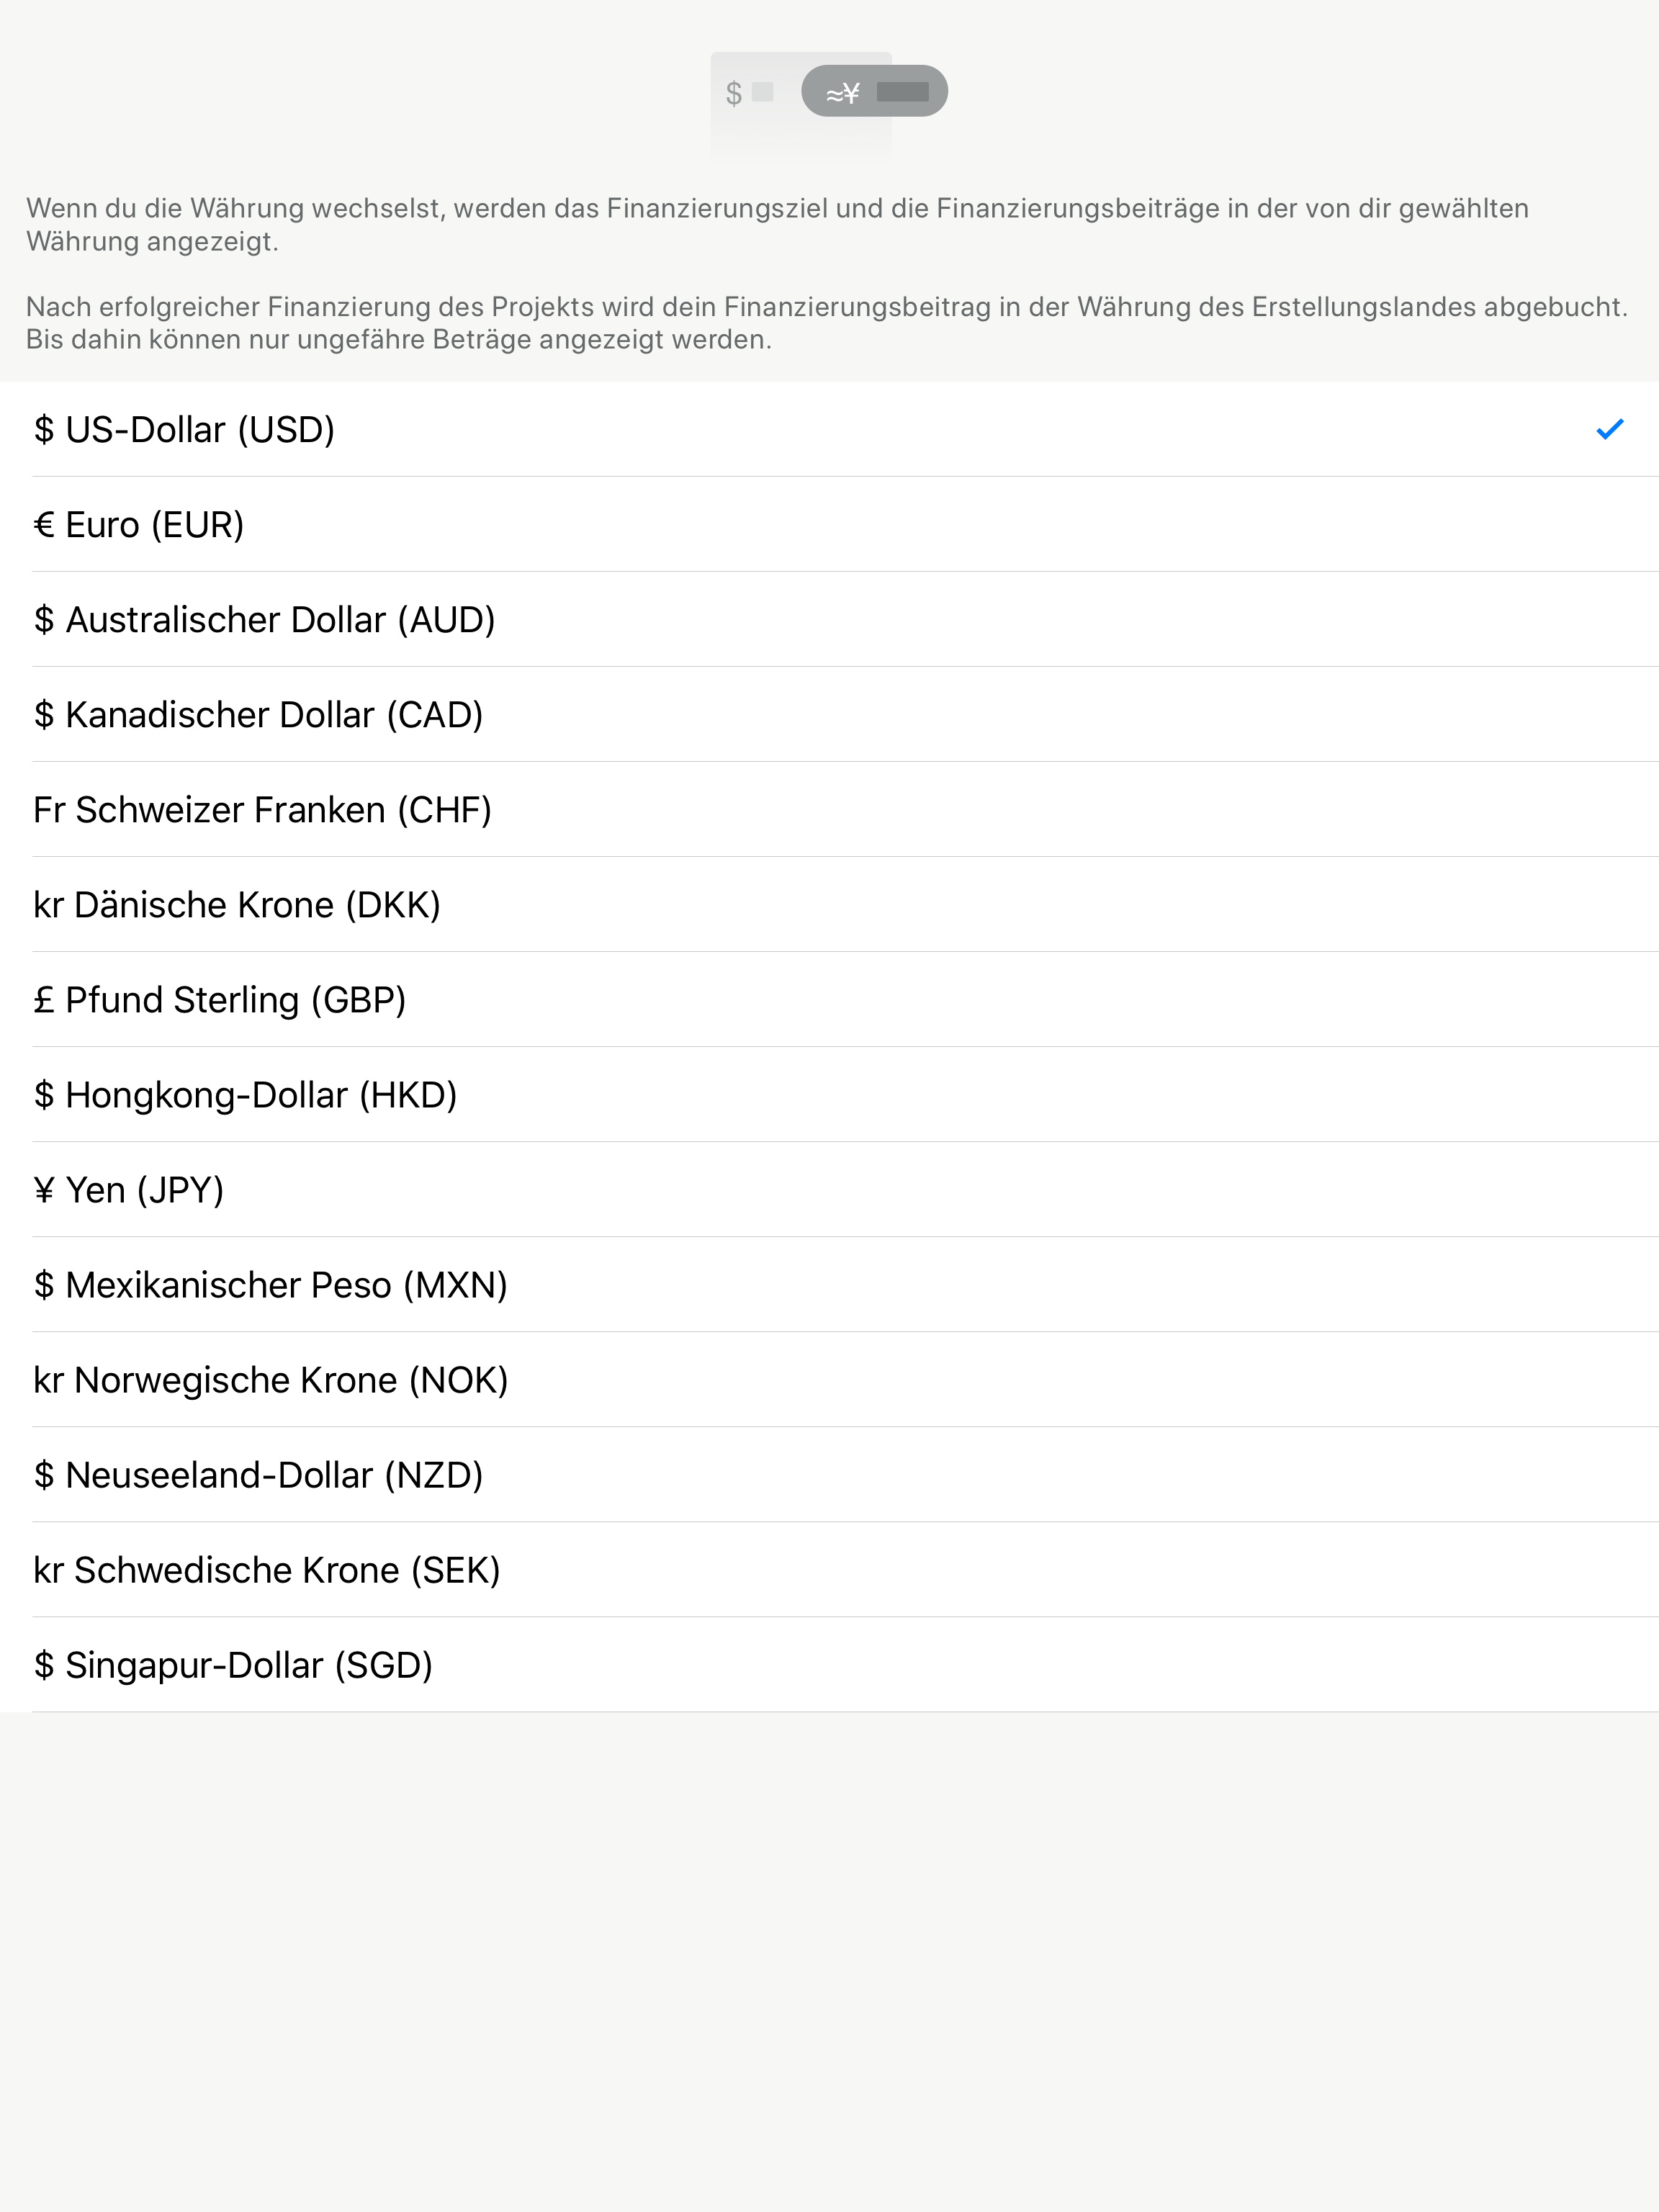 $ ≈¥
Wenn du die Währung wechselst, werden das Finanzierungsziel und die Finanzierungsbeiträge in der von dir gewählten
Währung angezeigt.
Nach erfolgreicher Finanzierung des Projekts wird dein Finanzierungsbeitrag in der Währung des Erstellungslandes abgebucht.
Bis dahin können nur ungefähre Beträge angezeigt werden.
$ US-Dollar (USD)
€ Euro (EUR)
$ Australischer Dollar (AUD)
$ Kanadischer Dollar (CAD)
Fr Schweizer Franken (CHF)
kr Dänische Krone (DKK)
£ Pfund Sterling (GBP)
$ Hongkong-Dollar (HKD)
¥ Yen (JPY)
$ Mexikanischer Peso (MXN)
kr Norwegische Krone (NOK)
$ Neuseeland-Dollar (NZD)
kr Schwedische Krone (SEK)
$ Singapur-Dollar (SGD)